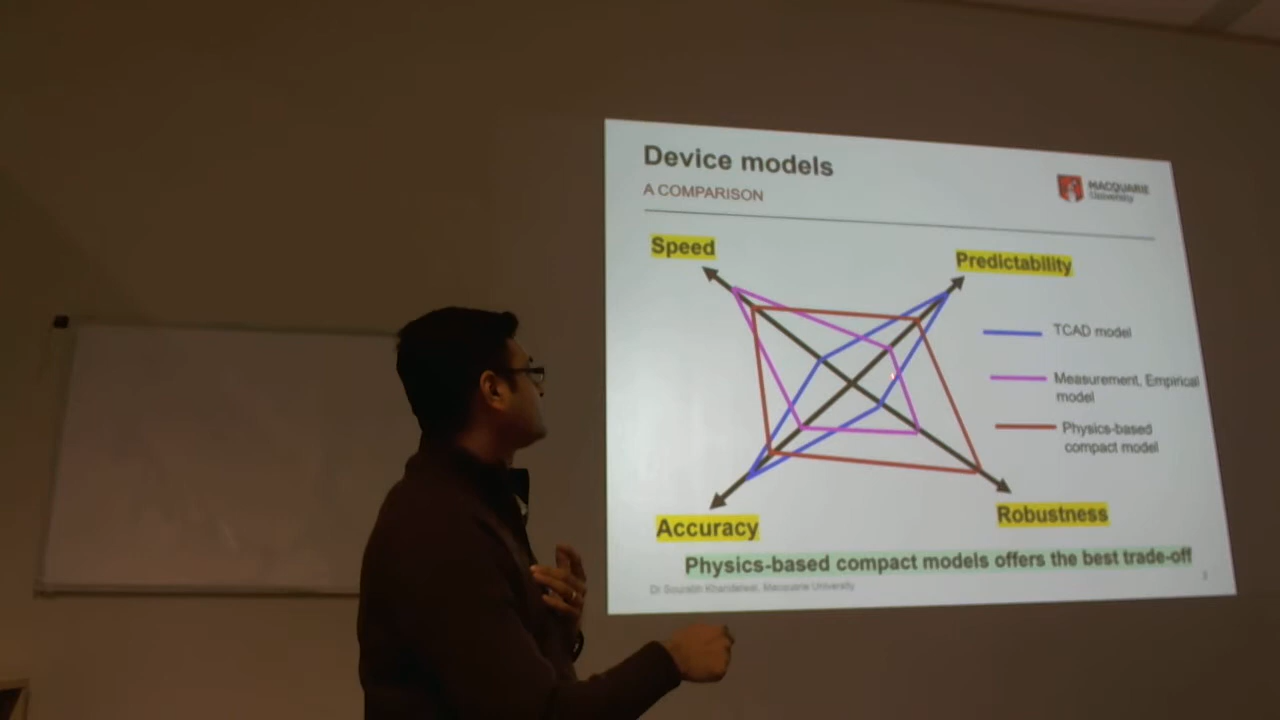 Device models
A COMPARISON
MACQUARIE
University
Speed
Predictability
TCAD model
Measurement, Empirical
model
Physics-based
compact model
Accuracy
Robustness
Physics-based compact models offers the best trade-off
Dr Sourabh Khandelwal, Macquarie University